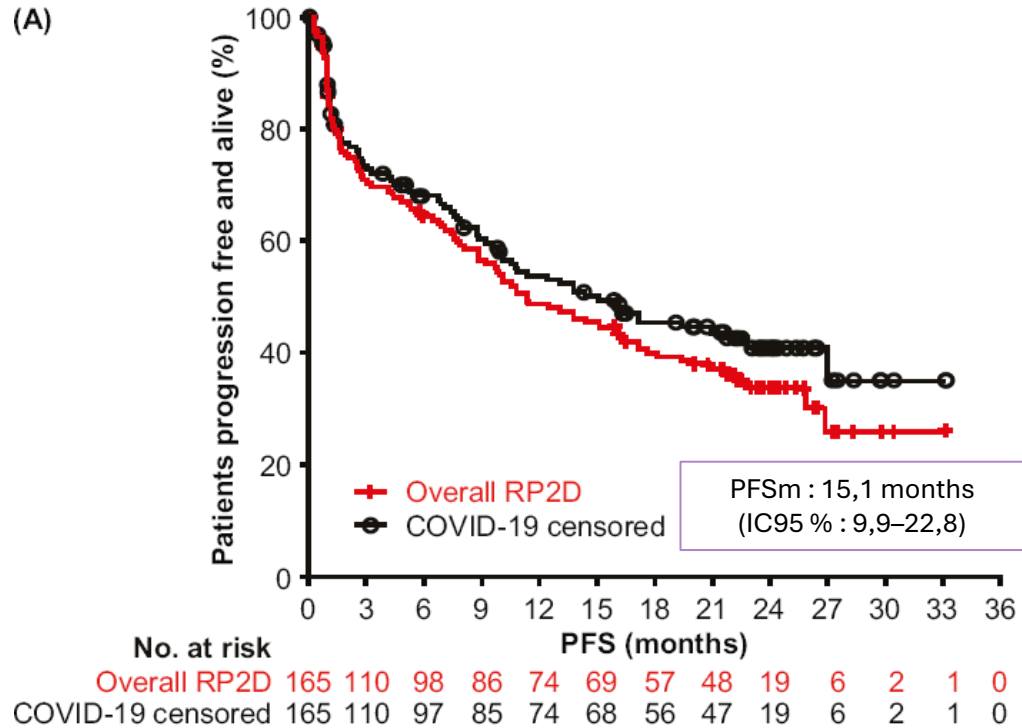 (A)
Patients progression free and alive (%)
100
80
60
40
20
0
Overall RP2D
COVID-19 censored
PFSm : 15,1 months
(IC95 % : 9,9–22,8)
0 3 6 9 12 15 18 21 24 27 30 33 36
PFS (months)
No. at risk
Overall RP2D 165 110 98 86 74 69 57 48 19 6 2 1 0
COVID-19 censored 165 110 97 85 74 68 56 47 19 6 2 1 0